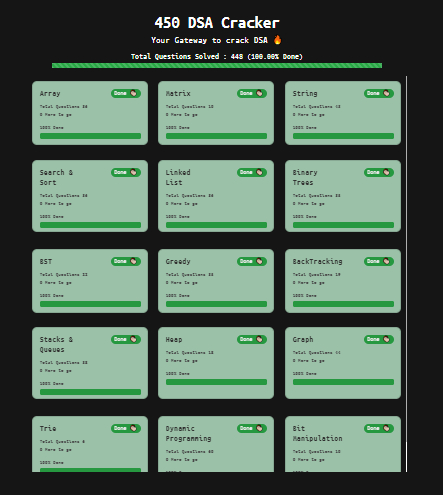 450 DSA Cracker
Your Gateway to crack DSA 🔥
Total Questions Solved : 448 (100.00% Done)
Array
Done
Total Questions 36
0 More to go
100% Done
Matrix
Done
Total Questions 10
0 More to go
100% Done
String
Done
Total Questions 43
0 More to go
100% Done
Search &
Sort
Done
Total Questions 36
0 More to go
100% Done
Linked
List
Done
Total Questions 36
0 More to go
100% Done
Binary
Trees
Done
Total Questions 35
0 More to go
100% Done
BST
Done
Total Questions 22
0 More to go
100% Done
Greedy
Done
Total Questions 35
0 More to go
100% Done
BackTracking
Done
Total Questions 19
0 More to go
100% Done
Stacks &
Queues
Done
Total Questions 38
0 More to go
100% Done
Heap
Done
Total Questions 18
0 More to go
100% Done
Graph
Done
Total Questions 44
0 More to go
100% Done
Trie
Done
Total Questions 6
0 More to go
100% Done
Dynamic
Programming
Done
Total Questions 60
0 More to go
Bit
Manipulation
Done
Total Questions 10
0 More to go